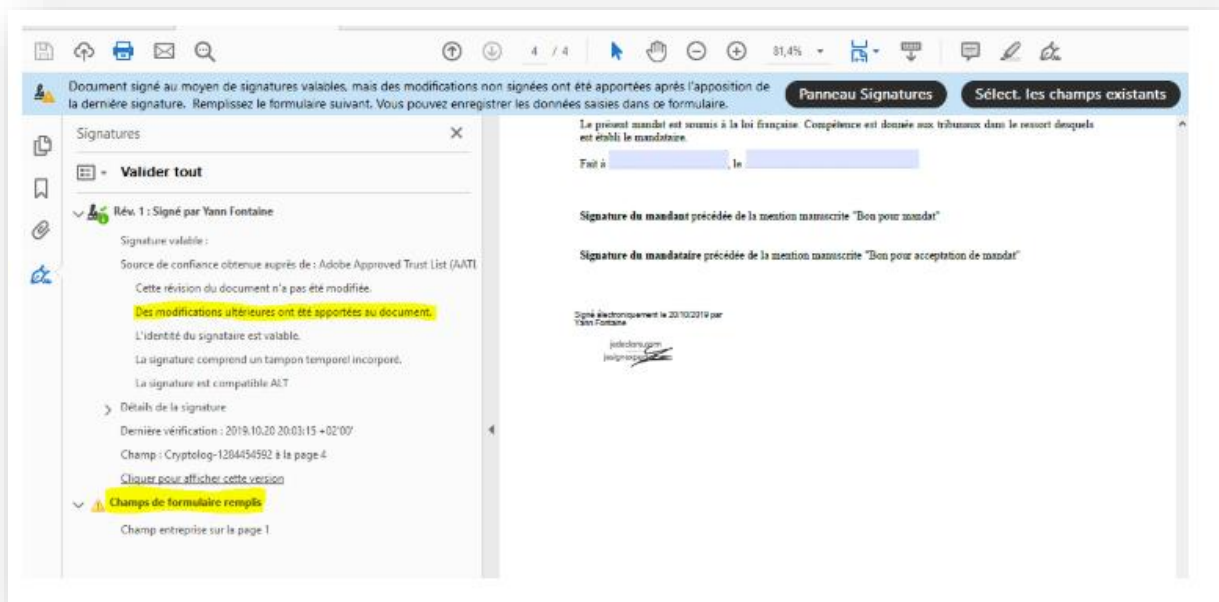 4 / 4
81,4%
Document signé au moyen de signatures valables, mais des modifications non signées ont été apportées après l'apposition de
la dernière signature. Remplissez le formulaire suivant. Vous pouvez enregistrer les données saisies dans ce formulaire.
Panneau Signatures
Sélect. les champs existants
Signatures
Valider tout
Rév. 1 : Signé par Yann Fontaine
Signature valable :
Source de confiance obtenue auprès de : Adobe Approved Trust List (AATL
Cette révision du document n'a pas été modifiée.
Des modifications ultérieures ont été apportées au document.
L'identité du signataire est valable.
La signature comprend un tampon temporel incorporé.
La signature est compatible ALT
Détails de la signature
Dernière vérification : 2019.10.20 20:03:15 +02'00'
Champ : Cryptolog-1284454592 à la page 4
Cliquer pour afficher cette version
Champs de formulaire remplis
Champ entreprise sur la page 1
Le présent mandat est soumis à la loi française. Compétence est donnée aux tribunaux dans le ressort desquels
est établi le mandataire.
Fait à , le
Signature du mandant précédée de la mention manuscrite "Bon pour mandat"
Signature du mandataire précédée de la mention manuscrite "Bon pour acceptation de mandat"
Signé électroniquement le 20/10/2019 par
Yann Fontaine